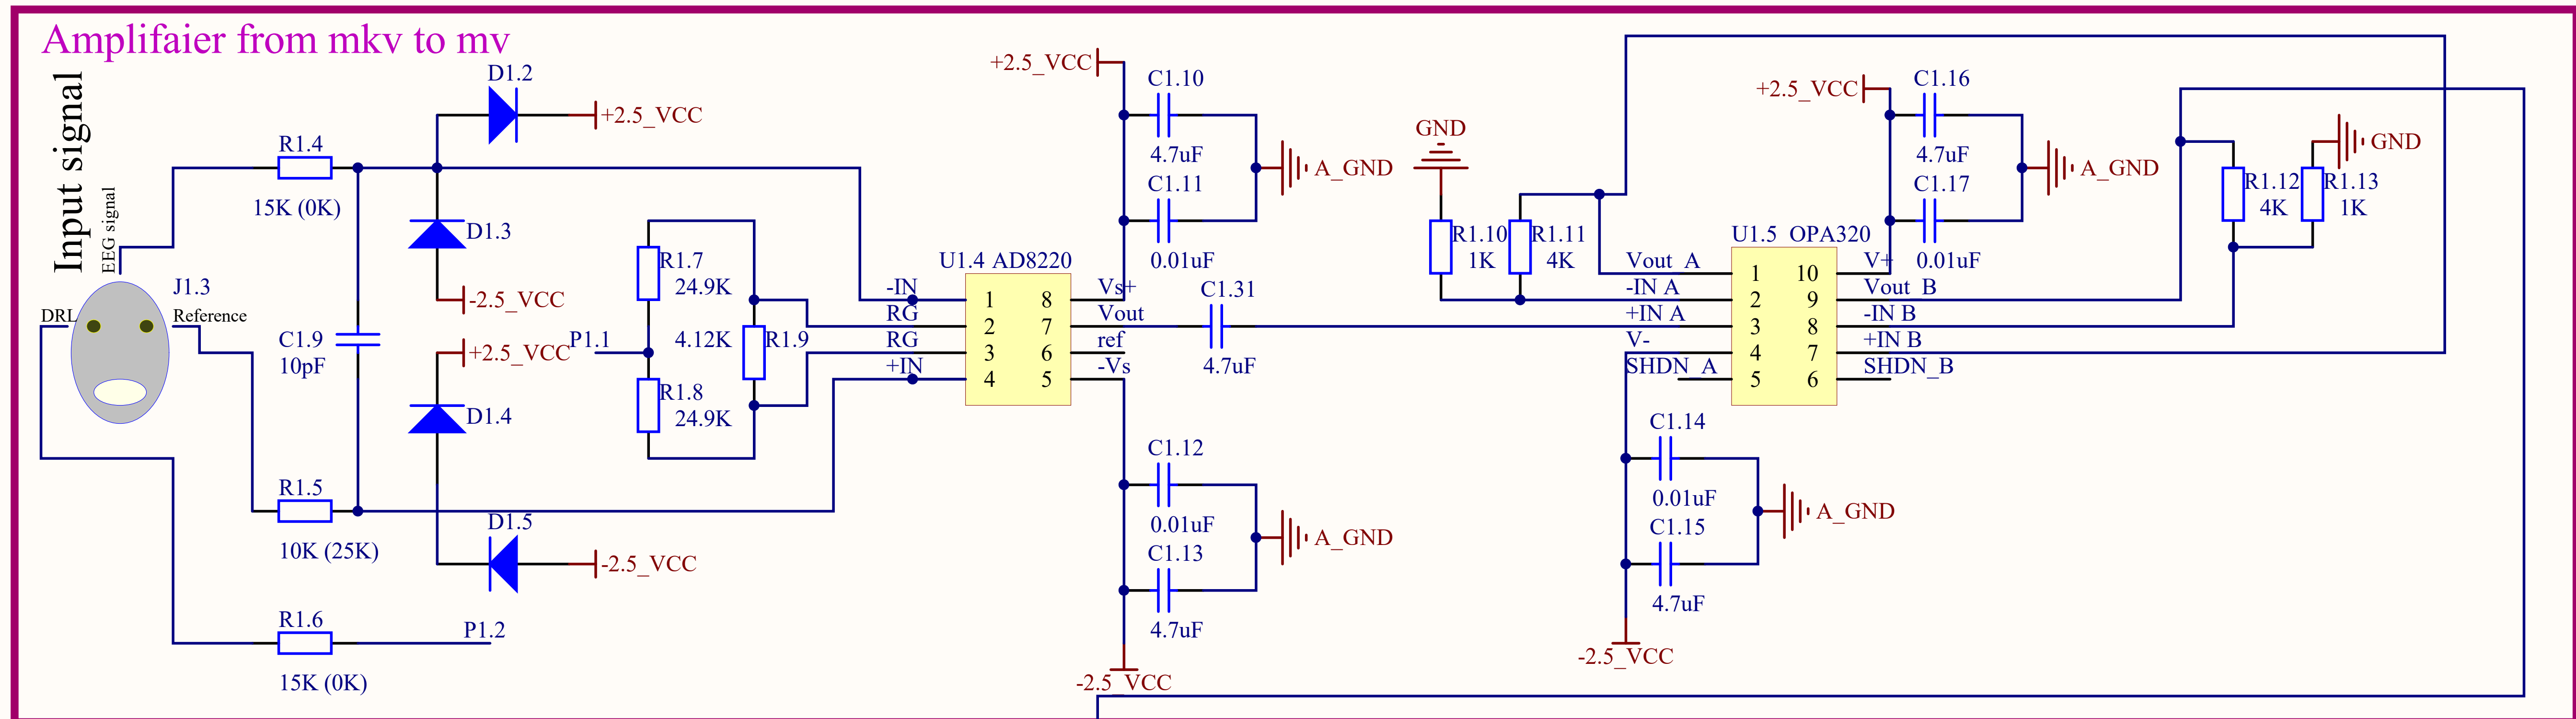 Amplifaier from mkv to mv
Input signal
EEG signal
DRL
J1.3
Reference
R1.4
15K (0K)
D1.2
+2.5_VCC
D1.3
-2.5_VCC
C1.9
10pF
+2.5_VCC
D1.4
R1.5
10K (25K)
D1.5
-2.5_VCC
R1.6
15K (0K)
P1.2
P1.1
R1.7
24.9K
4.12K
R1.9
R1.8
24.9K
U1.4 AD8220
-IN
RG
RG
+IN
1
2
3
4
8
7
6
5
Vs+
Vout
ref
-Vs
+2.5_VCC
C1.10
4.7uF
C1.11
0.01uF
A_GND
C1.31
4.7uF
C1.12
0.01uF
C1.13
4.7uF
A_GND
-2.5_VCC
GND
R1.10
1K
R1.11
4K
U1.5 OPA320
Vout_A
-IN A
+IN A
V-
SHDN_A
1
2
3
4
5
10
9
8
7
6
V+
Vout_B
-IN B
+IN B
SHDN_B
+2.5_VCC
C1.16
4.7uF
C1.17
0.01uF
A_GND
C1.14
0.01uF
C1.15
4.7uF
A_GND
-2.5_VCC
R1.12
4K
R1.13
1K
GND